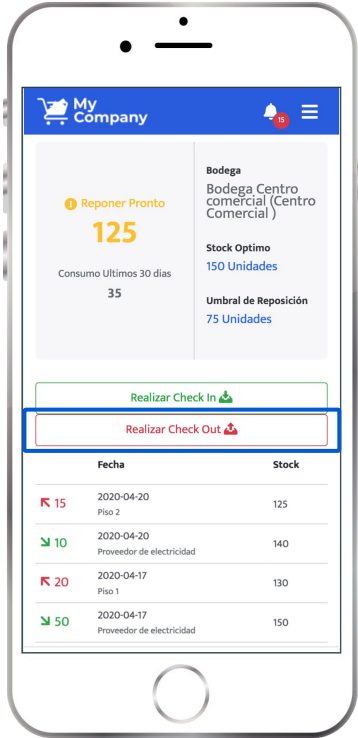 My
Company
15
Reponer Pronto
125
Consumo Ultimos 30 dias
35
Bodega
Bodega Centro
comercial (Centro
Comercial )
Stock Optimo
150 Unidades
Umbral de Reposición
75 Unidades
Realizar Check In
Realizar Check Out
Fecha Stock
15 2020-04-20 125
Piso 2
10 2020-04-20 140
Proveedor de electricidad
20 2020-04-17 130
Piso 1
50 2020-04-17 150
Proveedor de electricidad